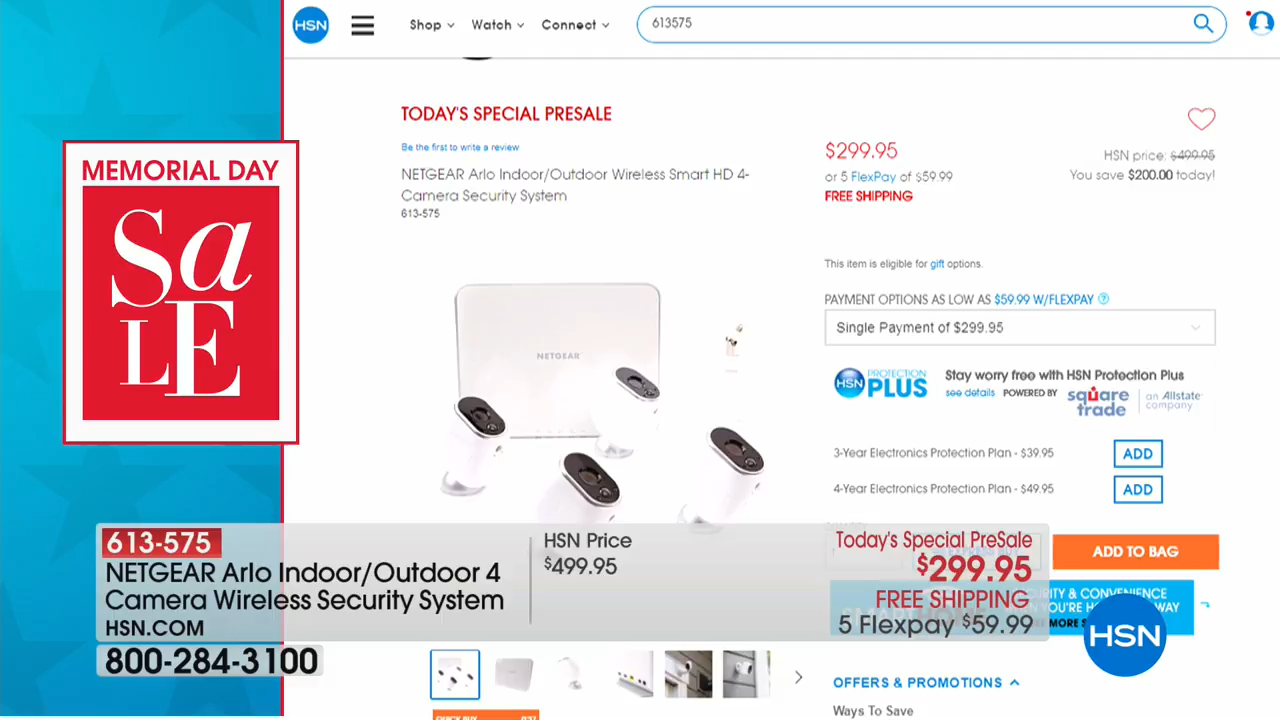 HSN
Shop
Watch
Connect
613575
MEMORIAL DAY
SaLE
TODAY'S SPECIAL PRESALE
Be the first to write a review
NETGEAR Arlo Indoor/Outdoor Wireless Smart HD 4-
Camera Security System
613-575
$299.95
or 5 FlexPay of $59.99
FREE SHIPPING
HSN price: $499.95
You save $200.00 today!
This item is eligible for gift options.
PAYMENT OPTIONS AS LOW AS $59.99 W/FLEXPAY ?
Single Payment of $299.95
NETGEAR
HSN PROTECTION PLUS
Stay worry free with HSN Protection Plus
see details POWERED BY square trade an Allstate company
3-Year Electronics Protection Plan - $39.95
ADD
4-Year Electronics Protection Plan - $49.95
ADD
ADD TO BAG
613-575
NETGEAR Arlo Indoor/Outdoor 4
Camera Wireless Security System
HSN.COM
800-284-3100
HSN Price
$499.95
Today's Special PreSale
$299.95
FREE SHIPPING
5 Flexpay $59.99
HSN
OFFERS & PROMOTIONS
Ways To Save